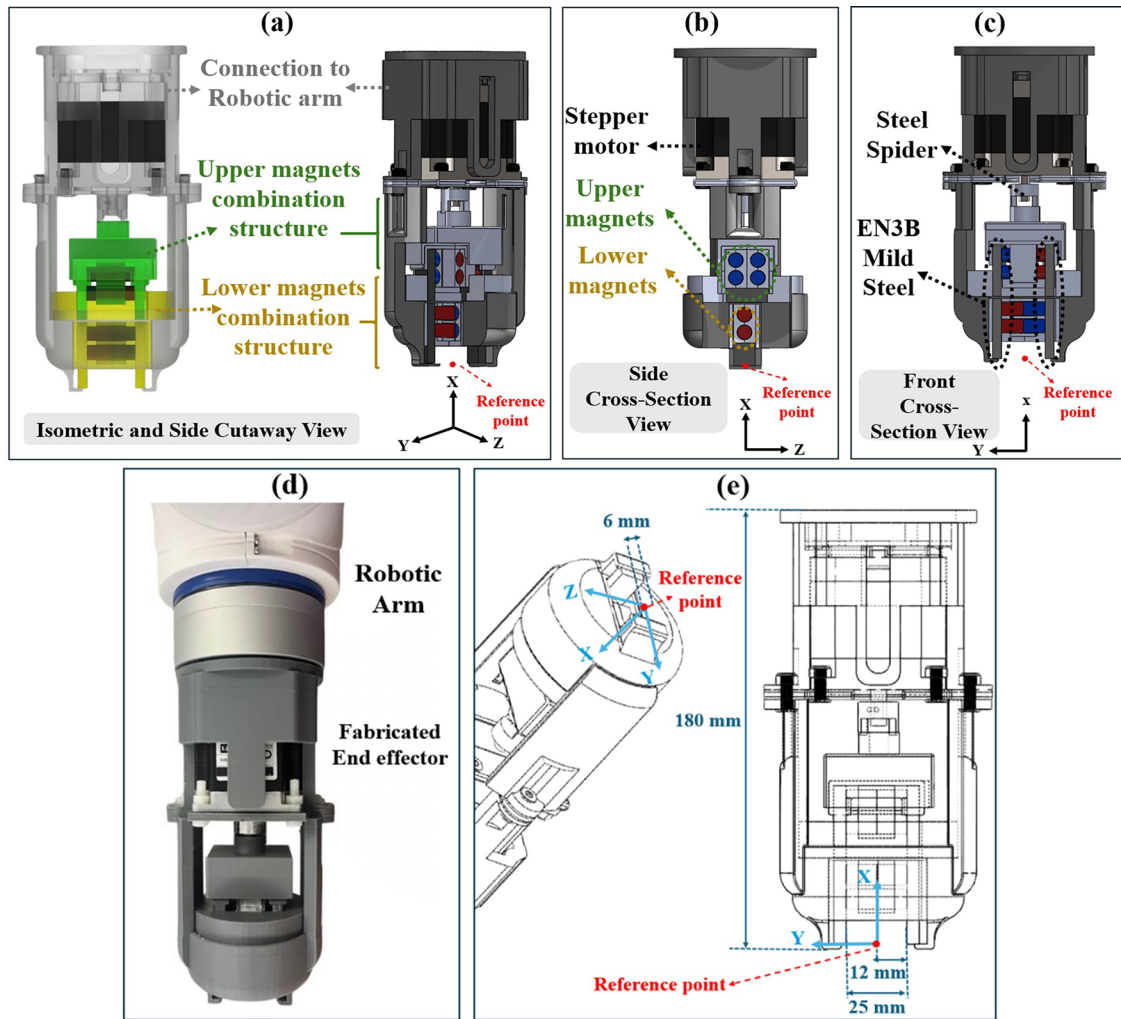 (a)
Connection to
Robotic arm
Upper magnets
combination
structure
Lower magnets
combination
structure
Reference
point
X
Y
Z
Isometric and Side Cutaway View
(b)
Stepper
motor
Upper
magnets
Lower
magnets
Side
Cross-Section
View
Reference
point
X
Z
(c)
Steel
Spider
EN3B
Mild
Steel
Front
Cross-
Section View
Reference
point
x
Y
(d)
Robotic
Arm
Fabricated
End effector
(e)
6 mm
Reference
point
Z
X
Y
180 mm
X
Y
Reference point
12 mm
25 mm